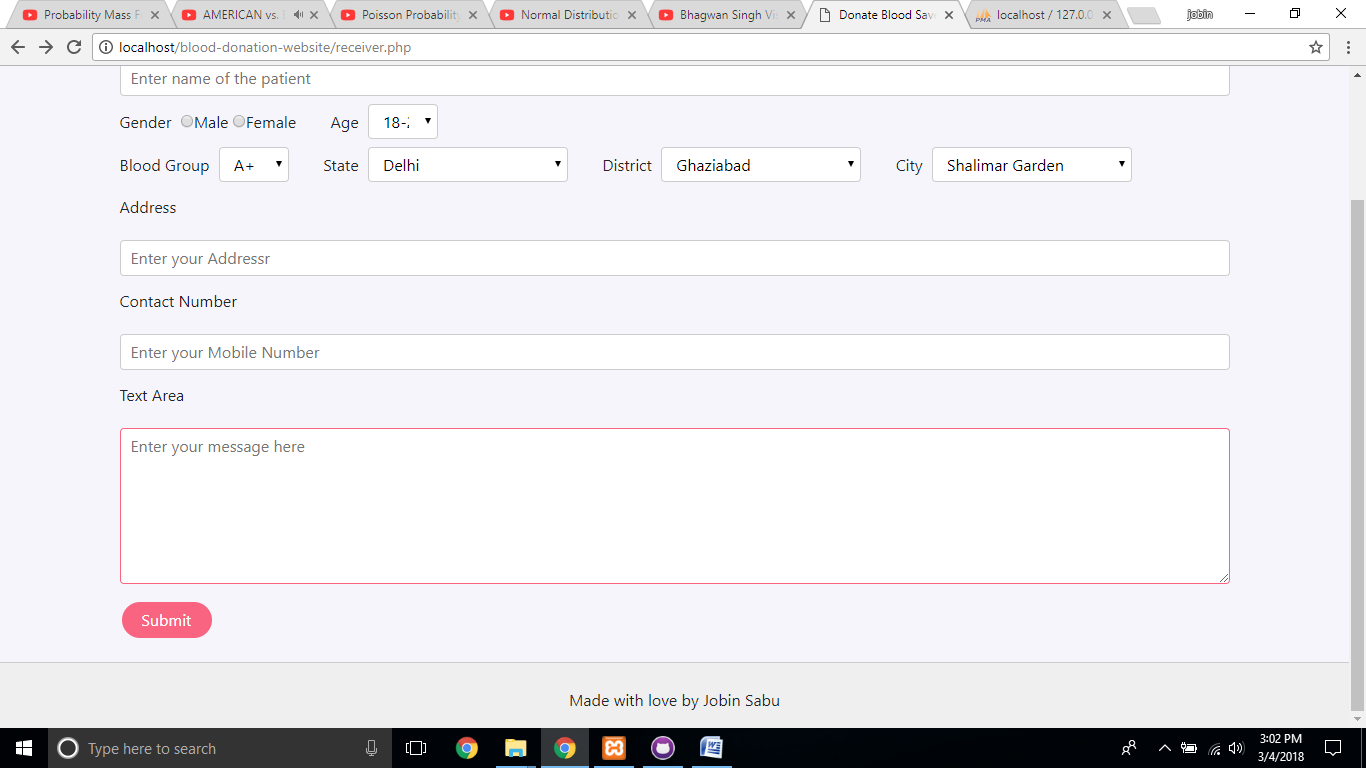 Probability Mass F
AMERICAN vs.
Poisson Probability
Normal Distributio
Bhagwan Singh Vis
Donate Blood Save
localhost / 127.0.0
jobin
localhost/blood-donation-website/receiver.php
Enter name of the patient
Gender Male Female Age 18-
Blood Group A+ State Delhi District Ghaziabad City Shalimar Garden
Address
Enter your Addressr
Contact Number
Enter your Mobile Number
Text Area
Enter your message here
Submit
Made with love by Jobin Sabu
Type here to search
3:02 PM
3/4/2018